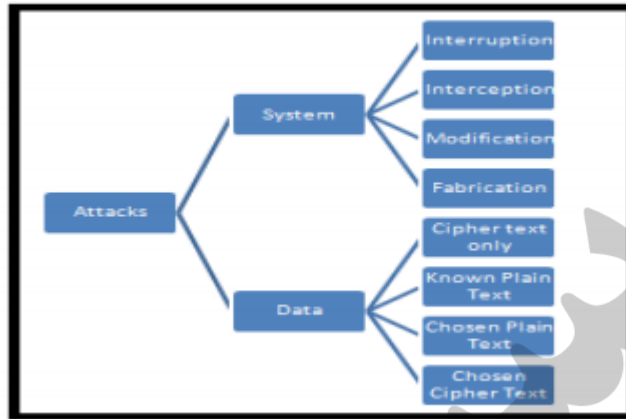 Interruption
Interception
System
Modification
Fabrication
Attacks
Cipher text
only
Known Plain
Text
Data
Chosen Plain
Text
Chosen
Cipher Text